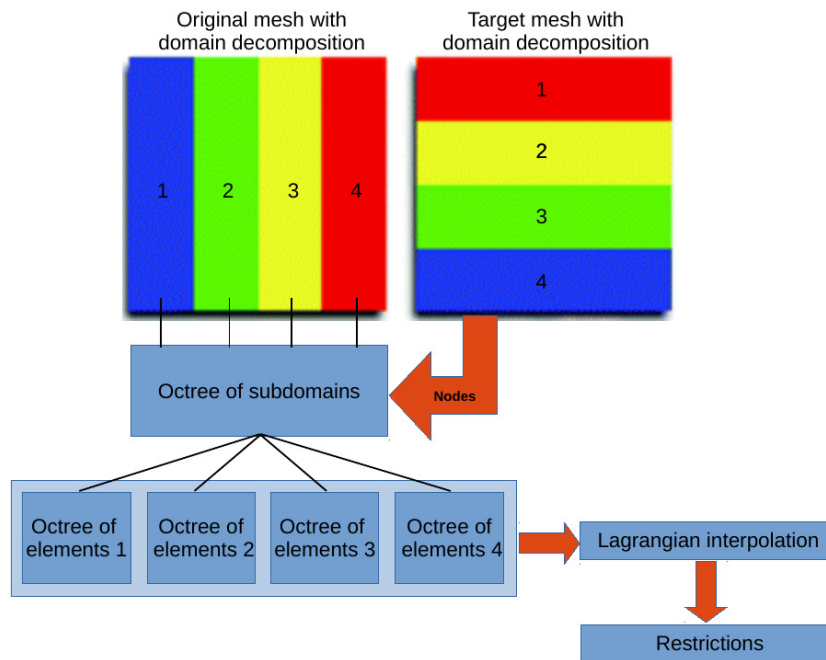 Original mesh with
domain decomposition
Target mesh with
domain decomposition
1 2 3 4
1
2
3
4
Octree of subdomains
Nodes
Octree of
elements 1
Octree of
elements 2
Octree of
elements 3
Octree of
elements 4
Lagrangian interpolation
Restrictions